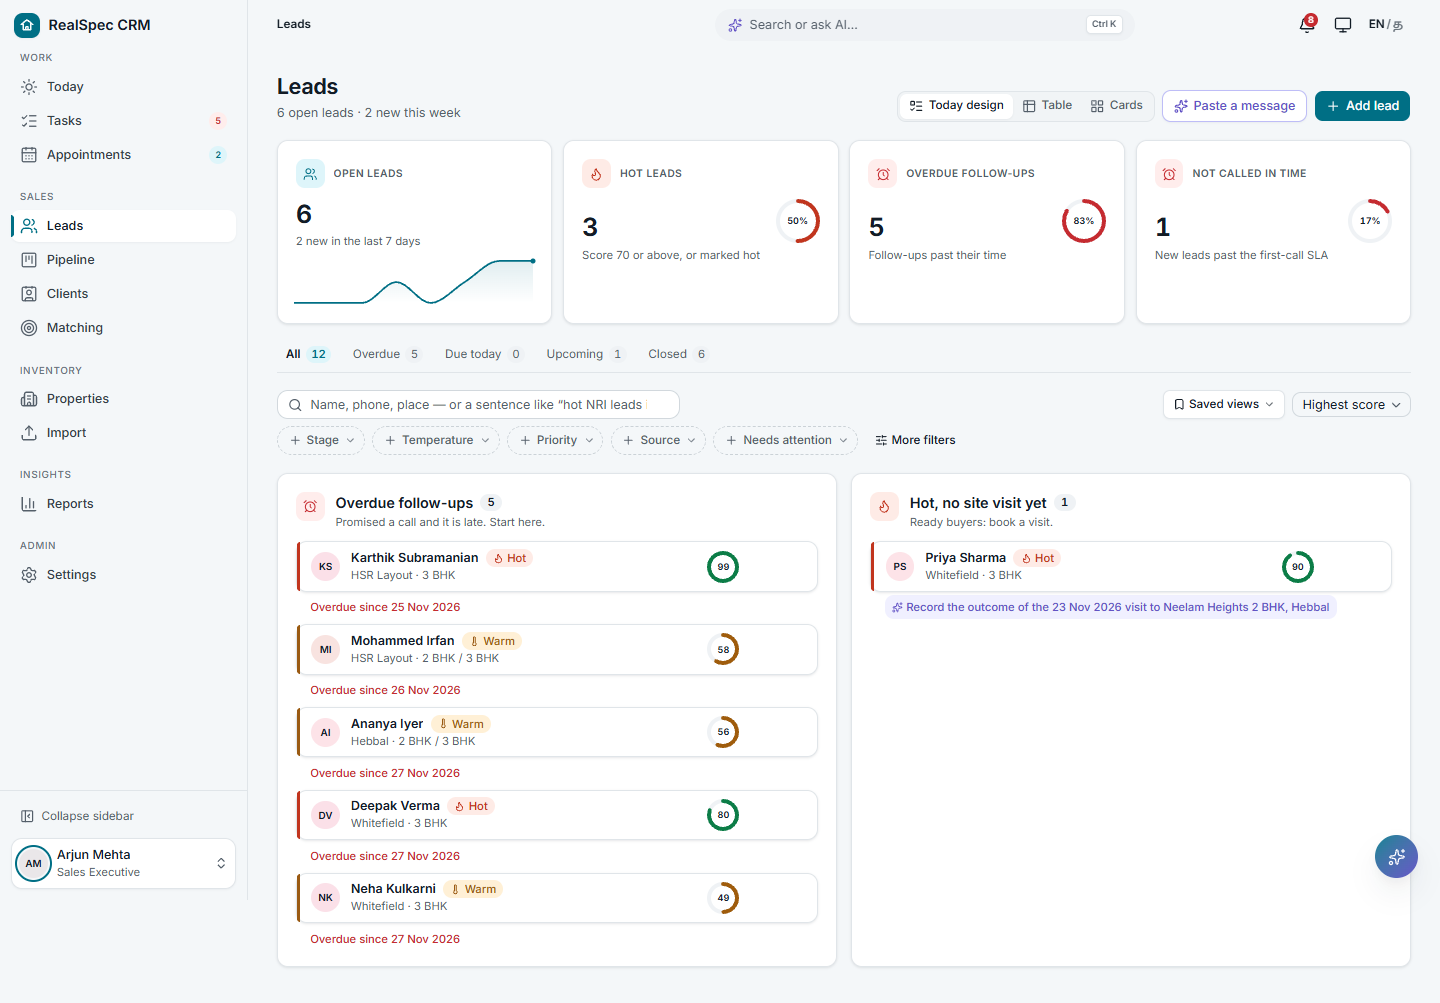 RealSpec CRM
WORK
Today
Tasks 5
Appointments 2
SALES
Leads
Pipeline
Clients
Matching
INVENTORY
Properties
Import
INSIGHTS
Reports
ADMIN
Settings
Collapse sidebar
AM
Arjun Mehta
Sales Executive
Leads
Search or ask AI...
Ctrl K
8
EN / த
Leads
6 open leads · 2 new this week
Today design
Table
Cards
Paste a message
Add lead
OPEN LEADS
6
2 new in the last 7 days
HOT LEADS
3
50%
Score 70 or above, or marked hot
OVERDUE FOLLOW-UPS
5
83%
Follow-ups past their time
NOT CALLED IN TIME
1
17%
New leads past the first-call SLA
All 12
Overdue 5
Due today 0
Upcoming 1
Closed 6
Name, phone, place — or a sentence like “hot NRI leads
Saved views
Highest score
Stage
Temperature
Priority
Source
Needs attention
More filters
Overdue follow-ups 5
Promised a call and it is late. Start here.
KS
Karthik Subramanian Hot
HSR Layout · 3 BHK
99
Overdue since 25 Nov 2026
MI
Mohammed Irfan Warm
HSR Layout · 2 BHK / 3 BHK
58
Overdue since 26 Nov 2026
AI
Ananya Iyer Warm
Hebbal · 2 BHK / 3 BHK
56
Overdue since 27 Nov 2026
DV
Deepak Verma Hot
Whitefield · 3 BHK
80
Overdue since 27 Nov 2026
NK
Neha Kulkarni Warm
Whitefield · 3 BHK
49
Overdue since 27 Nov 2026
Hot, no site visit yet 1
Ready buyers: book a visit.
PS
Priya Sharma Hot
Whitefield · 3 BHK
90
Record the outcome of the 23 Nov 2026 visit to Neelam Heights 2 BHK, Hebbal